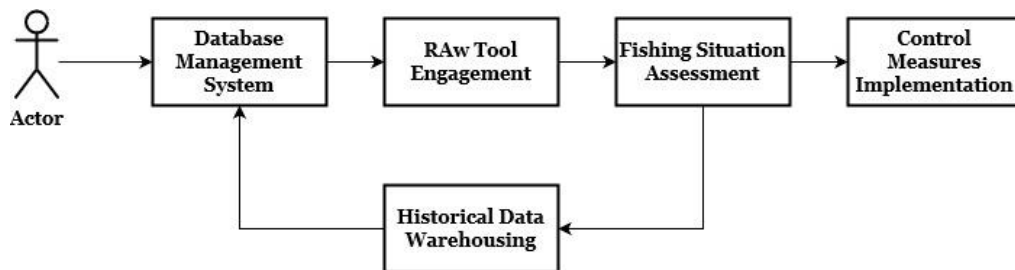 Actor
Database
Management
System
RAw Tool
Engagement
Fishing Situation
Assessment
Control
Measures
Implementation
Historical Data
Warehousing